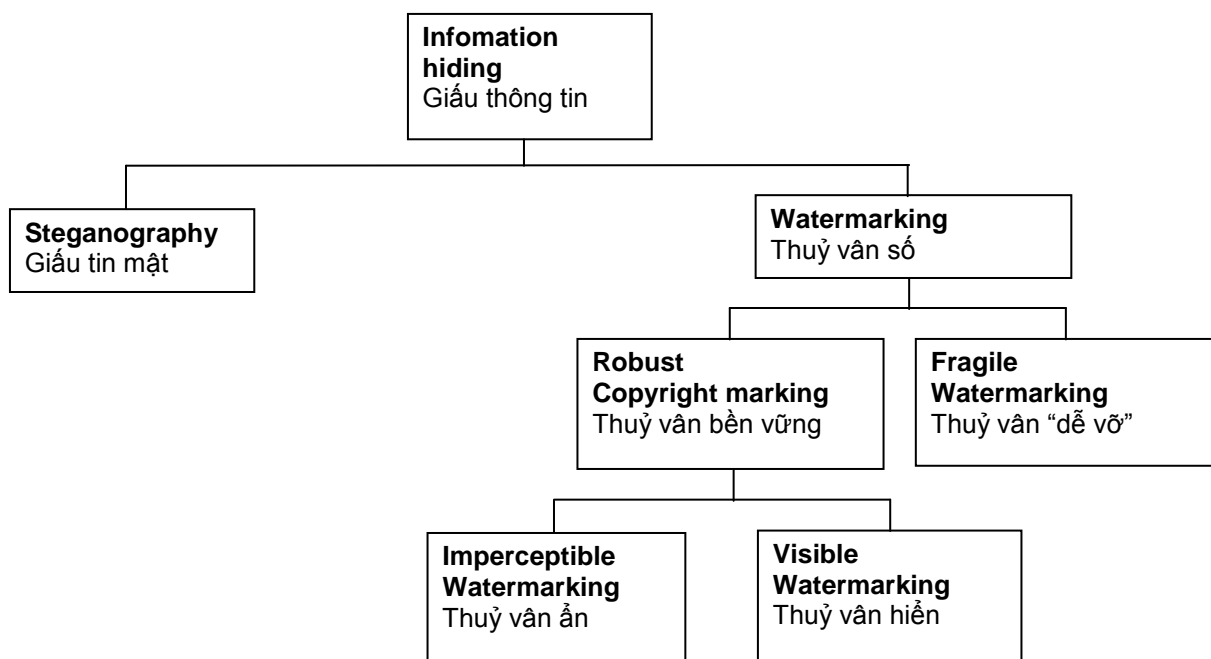 Infomation
hiding
Giấu thông tin
Steganography
Giấu tin mật
Watermarking
Thuỷ vân số
Robust
Copyright marking
Thuỷ vân bền vững
Fragile
Watermarking
Thuỷ vân “dễ vỡ”
Imperceptible
Watermarking
Thuỷ vân ẩn
Visible
Watermarking
Thuỷ vân hiển